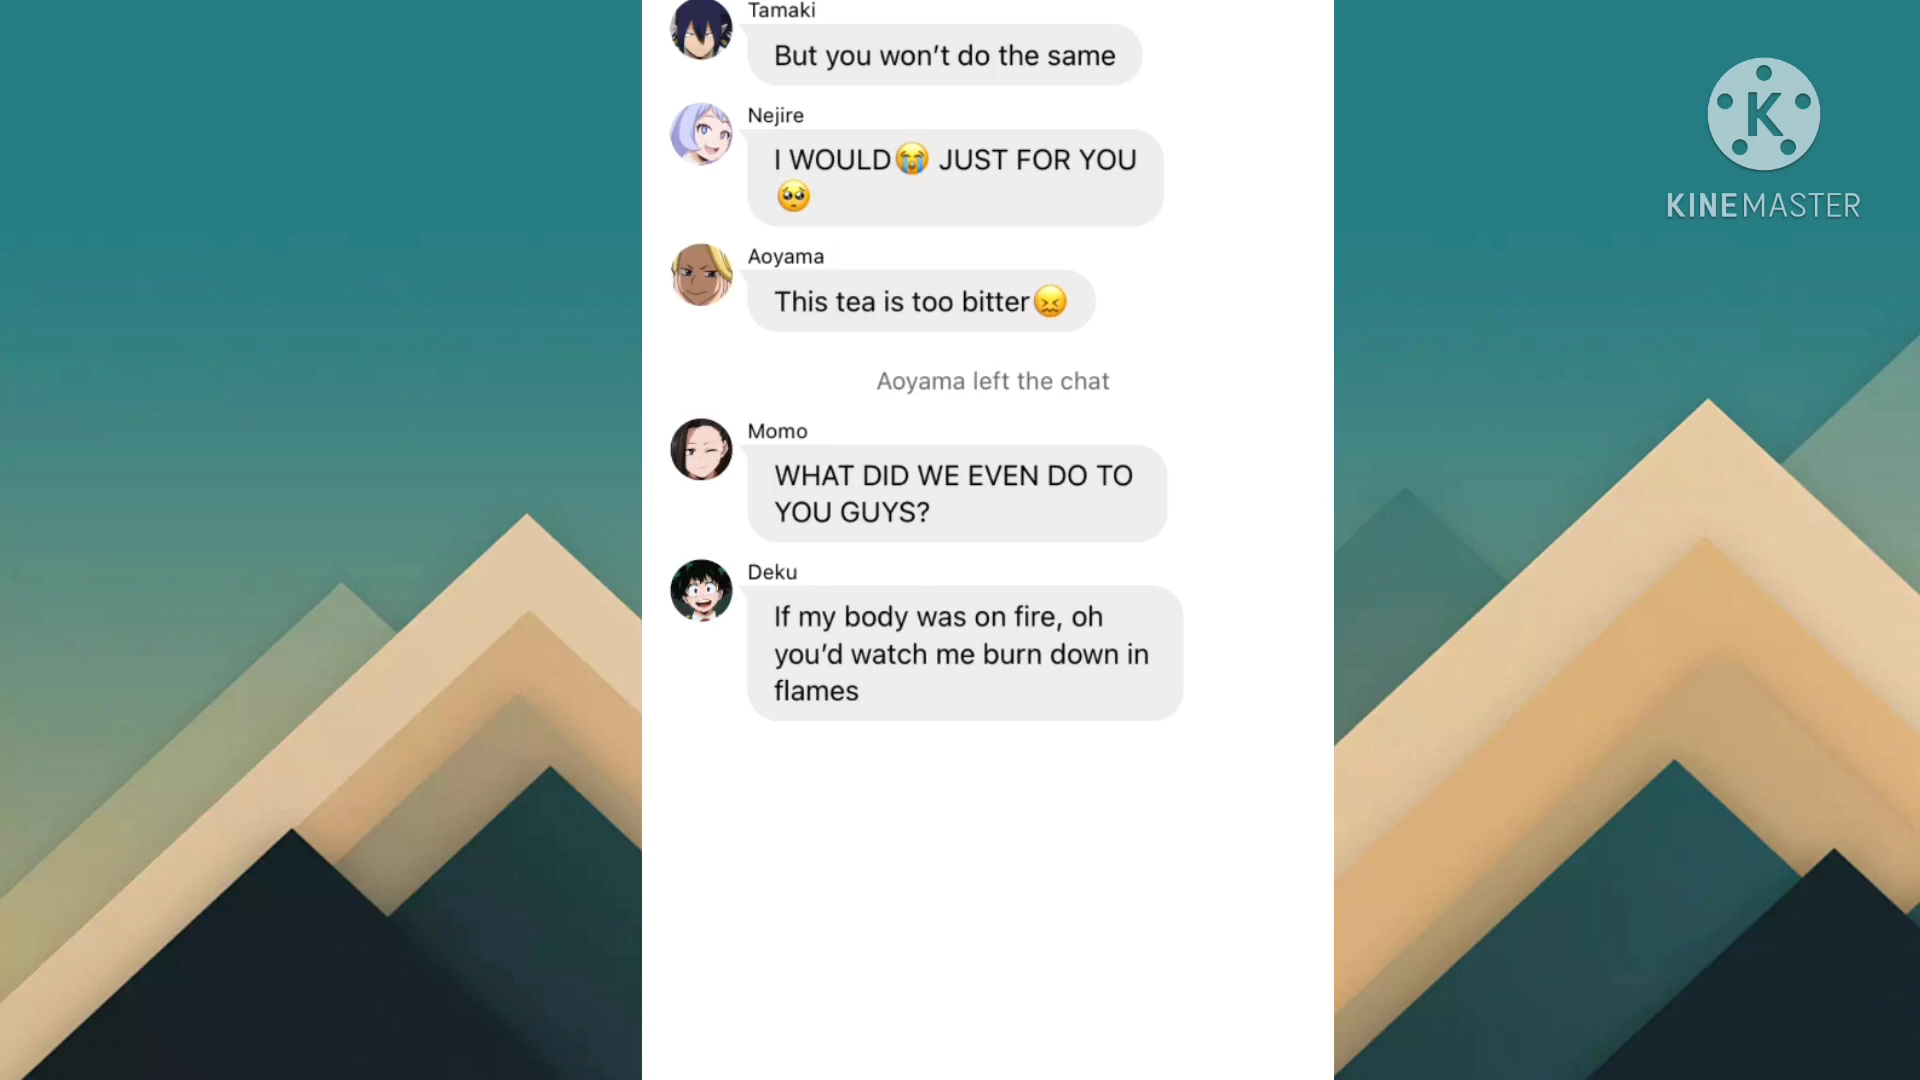 Tamaki
But you won’t do the same
Nejire
I WOULD😭 JUST FOR YOU
🥺
Aoyama
This tea is too bitter😖
Aoyama left the chat
Momo
WHAT DID WE EVEN DO TO
YOU GUYS?
Deku
If my body was on fire, oh
you’d watch me burn down in
flames
K
KINEMASTER